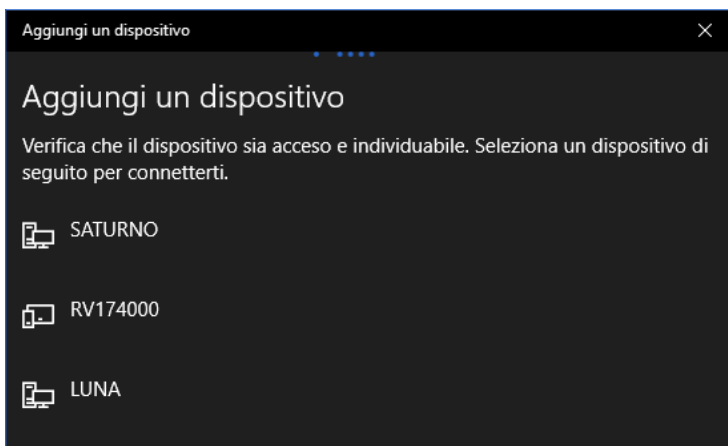 Aggiungi un dispositivo
Aggiungi un dispositivo
Verifica che il dispositivo sia acceso e individuabile. Seleziona un dispositivo di
seguito per connetterti.
SATURNO
RV174000
LUNA